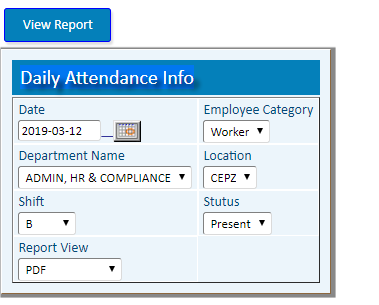 View Report
Daily Attendance Info
Date Employee Category
2019-03-12 Worker
Department Name Location
ADMIN, HR & COMPLIANCE CEPZ
Shift Stutus
B Present
Report View
PDF